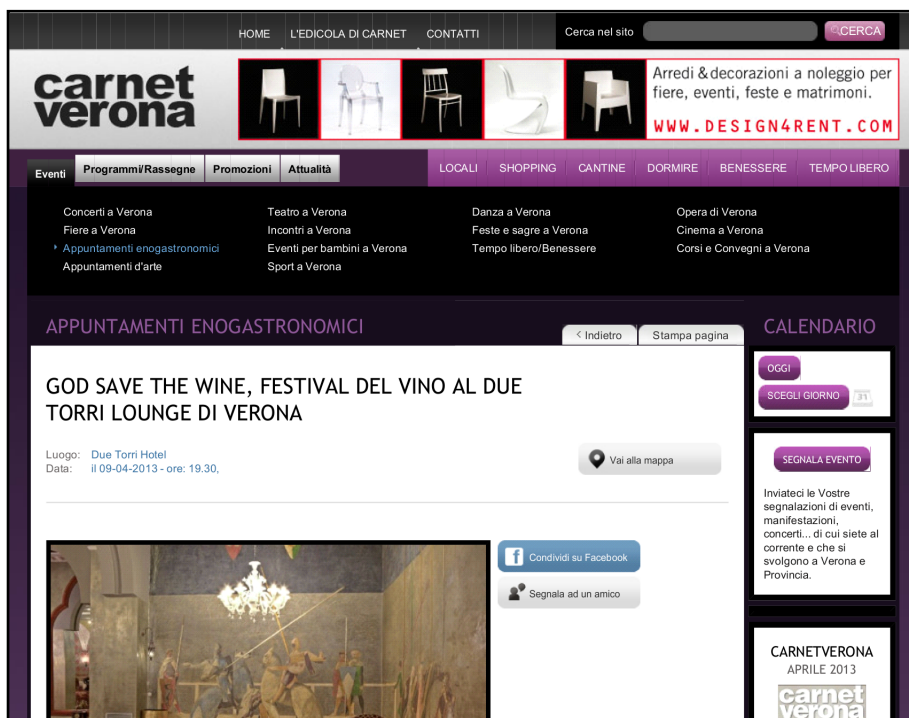 HOME L'EDICOLA DI CARNET CONTATTI Cerca nel sito CERCA
carnet
verona
Arredi & decorazioni a noleggio per
fiere, eventi, feste e matrimoni.
WWW.DESIGN4RENT.COM
Eventi Programmi/Rassegne Promozioni Attualità LOCALI SHOPPING CANTINE DORMIRE BENESSERE TEMPO LIBERO
Concerti a Verona Teatro a Verona Danza a Verona Opera di Verona
Fiere a Verona Incontri a Verona Feste e sagre a Verona Cinema a Verona
Appuntamenti enogastronomici Eventi per bambini a Verona Tempo libero/Benessere Corsi e Convegni a Verona
Appuntamenti d'arte Sport a Verona
APPUNTAMENTI ENOGASTRONOMICI
< Indietro Stampa pagina
GOD SAVE THE WINE, FESTIVAL DEL VINO AL DUE
TORRI LOUNGE DI VERONA
Luogo: Due Torri Hotel
Data: il 09-04-2013 - ore: 19.30,
Vai alla mappa
Condividi su Facebook
Segnala ad un amico
CALENDARIO
OGGI
SCEGLI GIORNO 31
SEGNALA EVENTO
Inviateci le Vostre
segnalazioni di eventi,
manifestazioni,
concerti... di cui siete al
corrente e che si
svolgono a Verona e
Provincia.
CARNETVERONA
APRILE 2013
carnet
verona